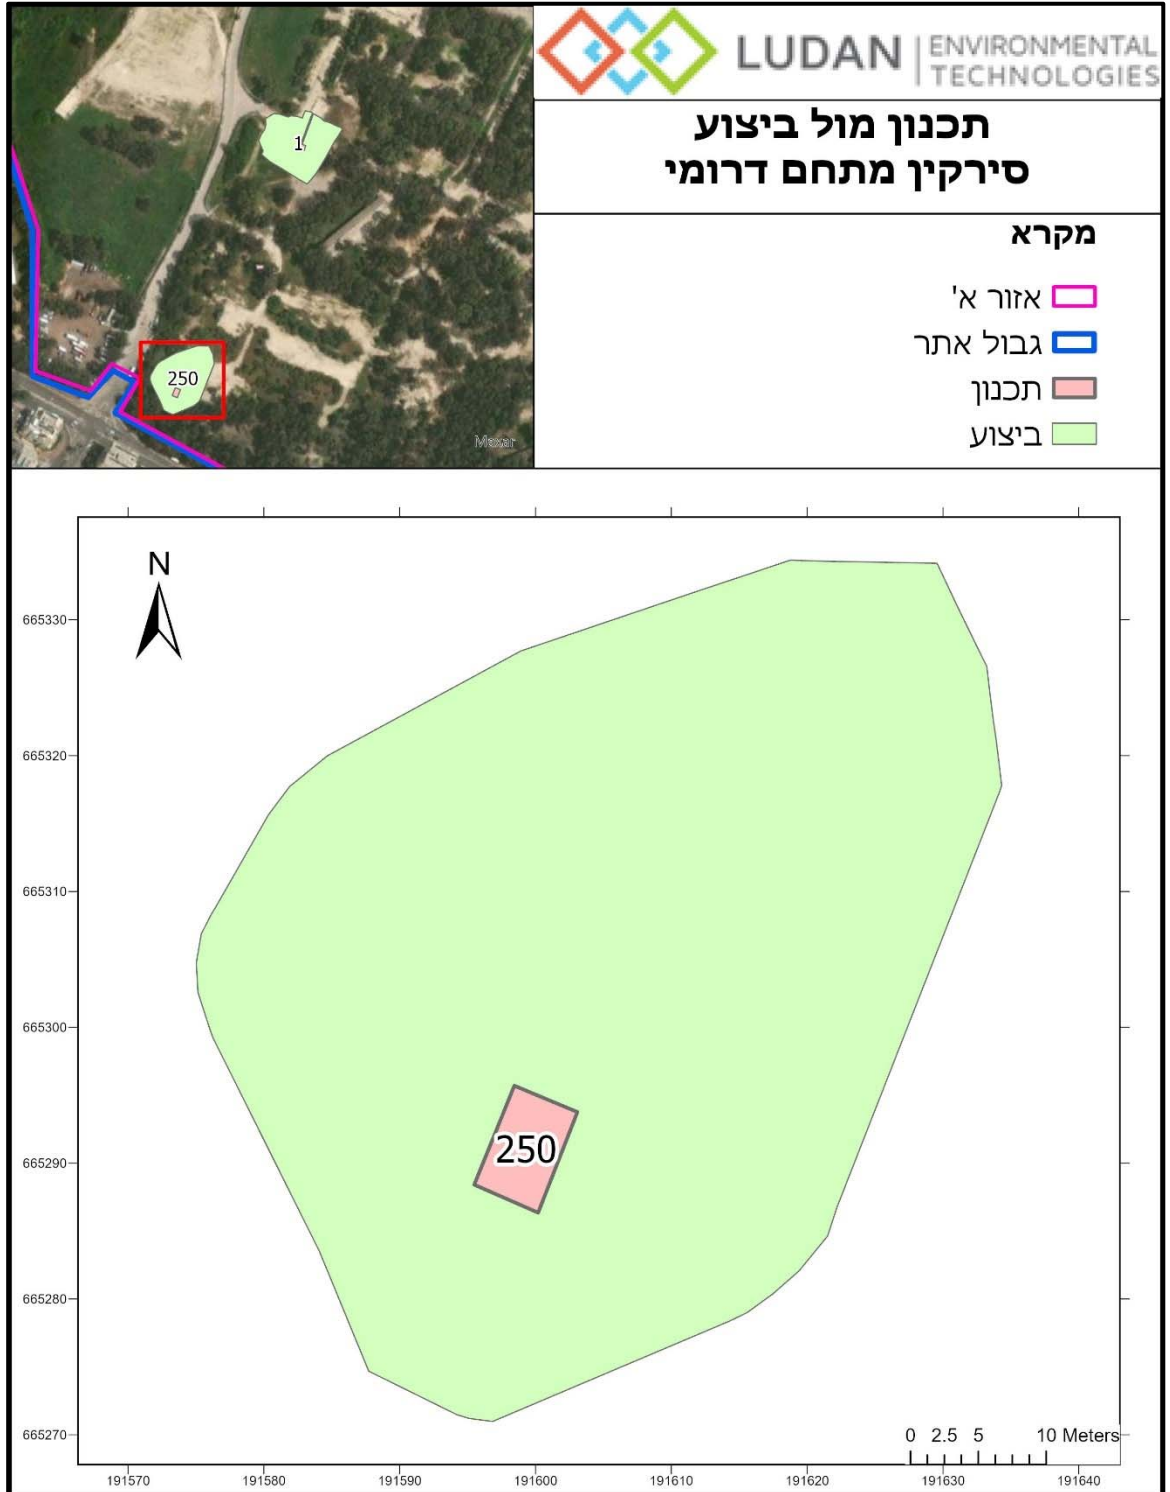 LUDAN | ENVIRONMENTAL
TECHNOLOGIES
תכנון מול ביצוע
סירקין מתחם דרומי
מקרא
אזור א'
גבול אתר
תכנון
ביצוע
1
250
Maxar
N
665330
665320
665310
665300
665290
665280
665270
250
0 2.5 5 10 Meters
191570 191580 191590 191600 191610 191620 191630 191640